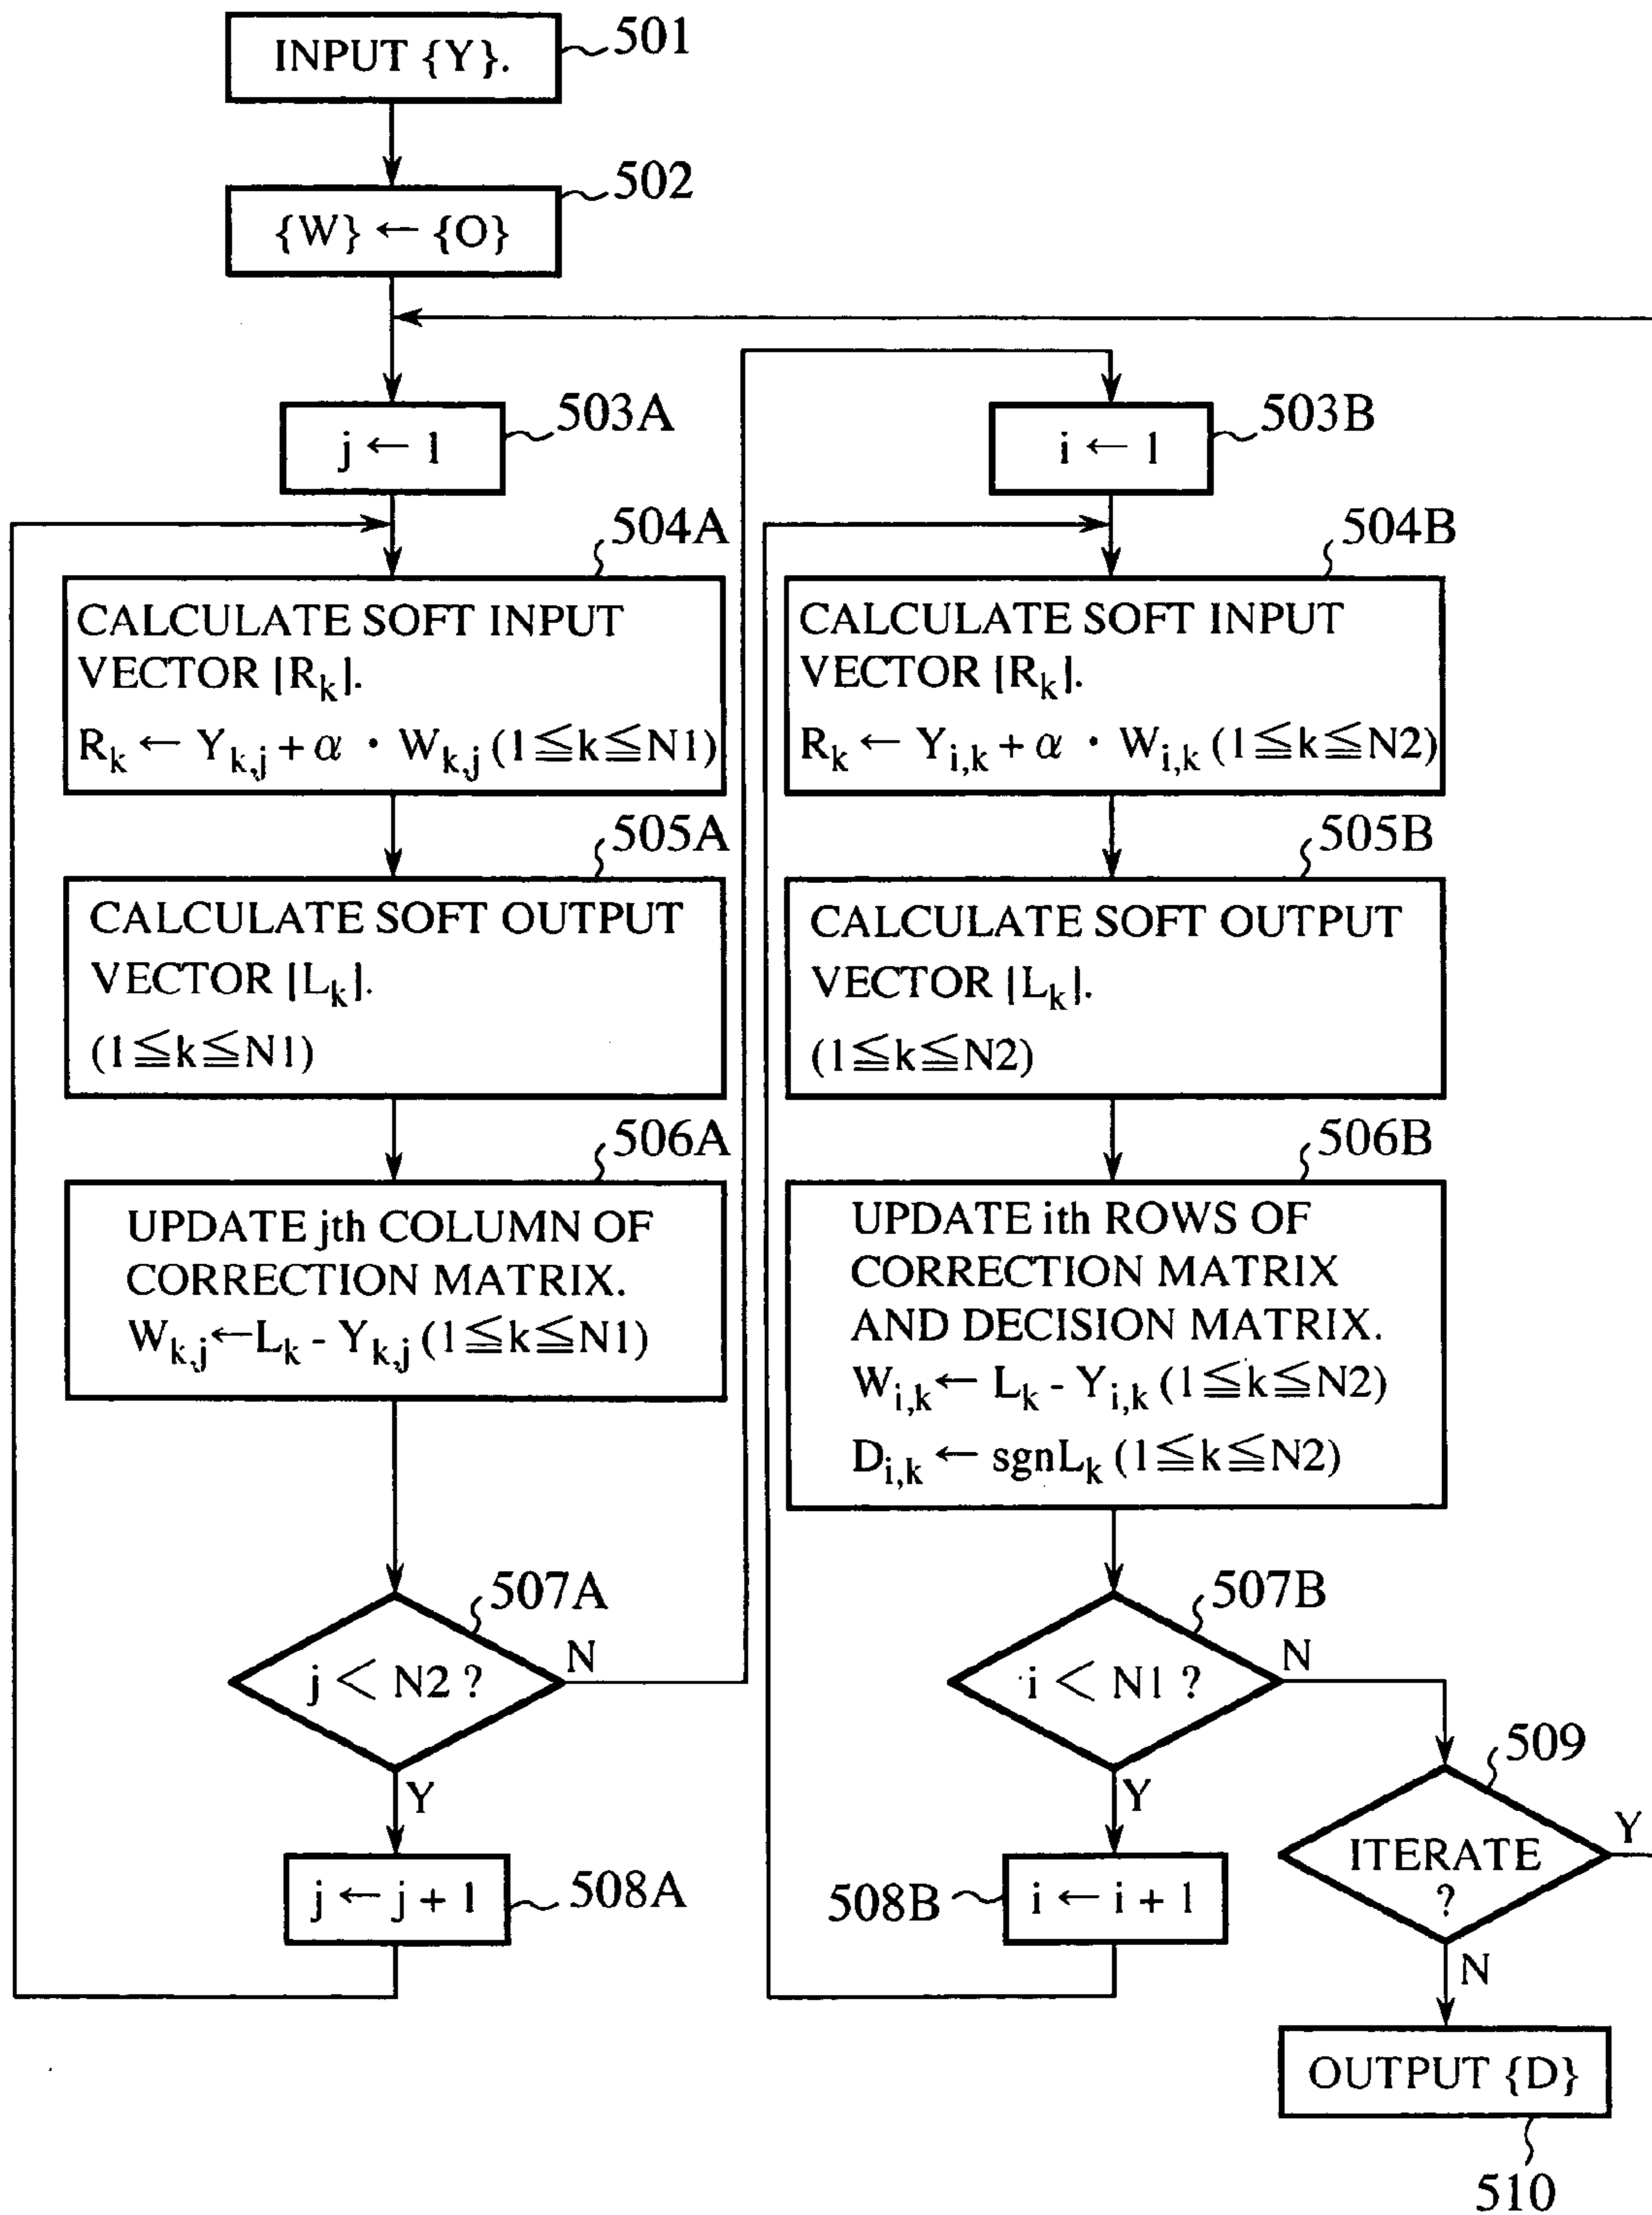 INPUT {Y}.
501
{W} ← {O}
502
j ← 1
503A
504A
CALCULATE SOFT INPUT
VECTOR [Rk].
Rk ← Yk,j + α · Wk,j (1≦k≦N1)
505A
CALCULATE SOFT OUTPUT
VECTOR [Lk].
(1≦k≦N1)
506A
UPDATE jth COLUMN OF
CORRECTION MATRIX.
Wk,j ← Lk - Yk,j (1≦k≦N1)
507A
j < N2 ?
N
Y
j ← j + 1
508A
i ← 1
503B
504B
CALCULATE SOFT INPUT
VECTOR [Rk].
Rk ← Yi,k + α · Wi,k (1≦k≦N2)
505B
CALCULATE SOFT OUTPUT
VECTOR [Lk].
(1≦k≦N2)
506B
UPDATE ith ROWS OF
CORRECTION MATRIX
AND DECISION MATRIX.
Wi,k ← Lk - Yi,k (1≦k≦N2)
Di,k ← sgnLk (1≦k≦N2)
507B
i < N1 ?
N
Y
508B
i ← i + 1
509
ITERATE
?
Y
N
OUTPUT {D}
510